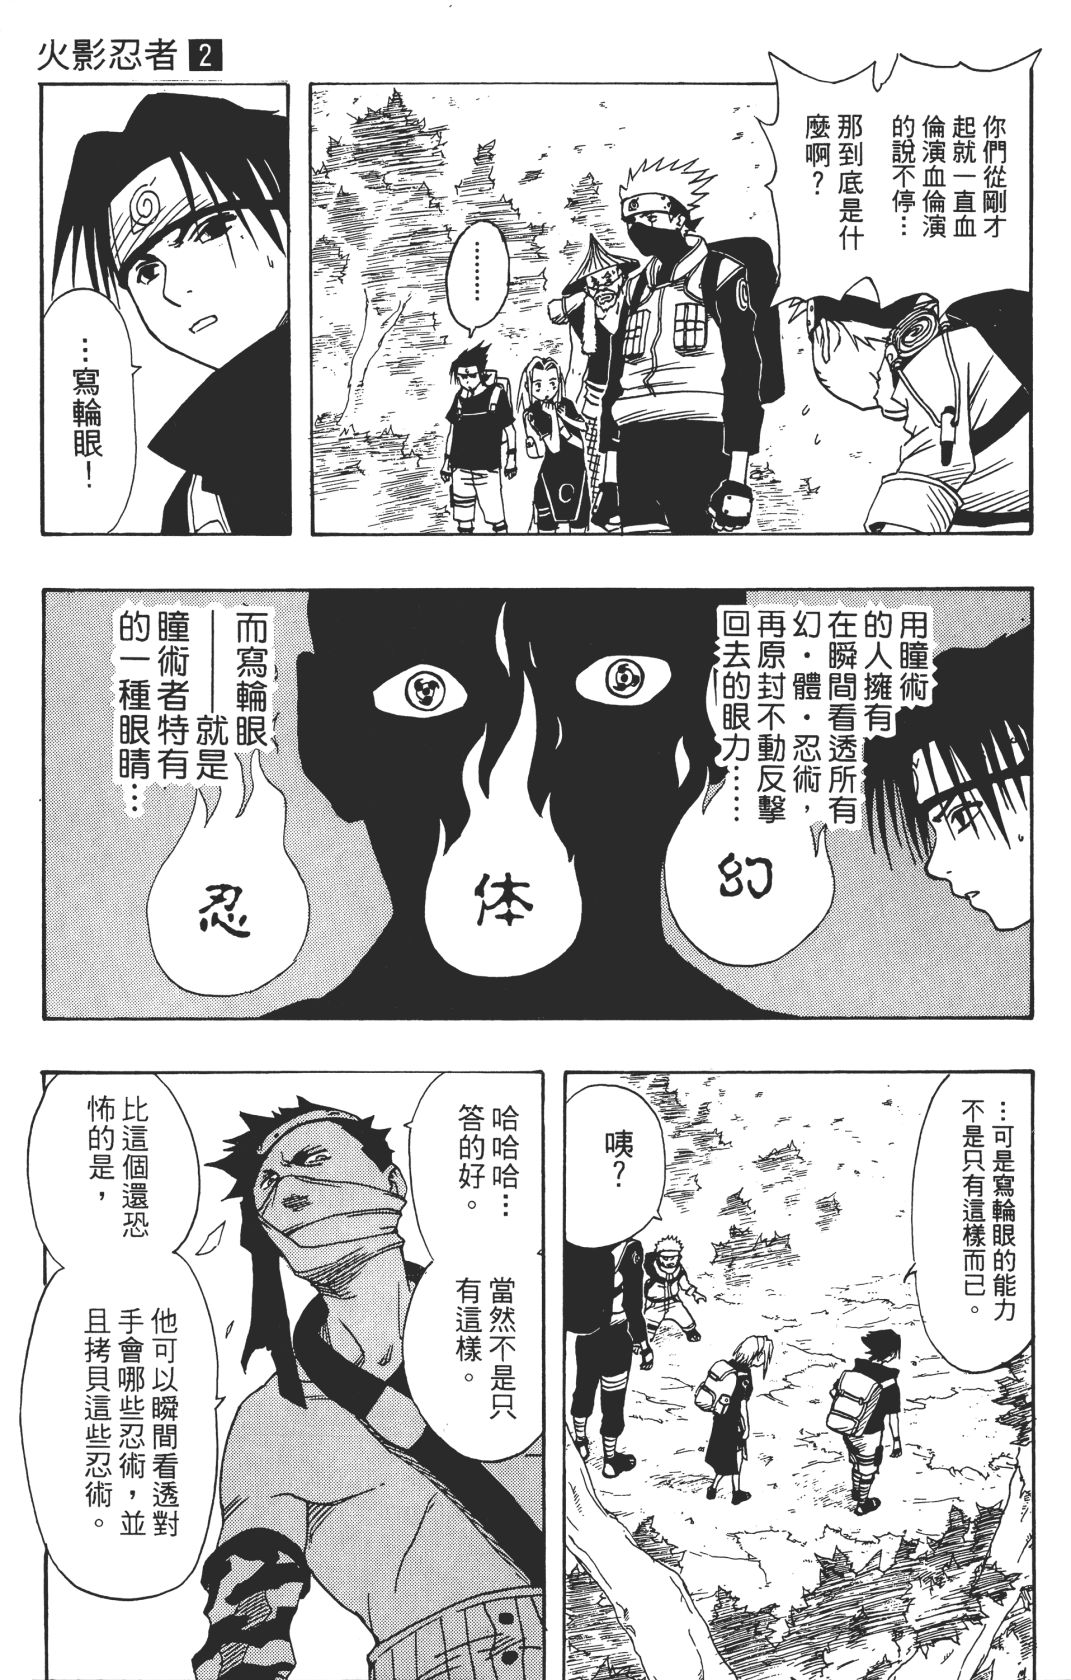 火影忍者 2
你們從剛才
起就一直血
倫演血倫演
的說不停…
那到底是什
麼啊？
………
…寫輪眼！
用瞳術
的人擁有
在瞬間看透所有
幻・體・忍術，
再原封不動反擊
回去的眼力……
而寫輪眼
——就是
瞳術者特有
的一種眼睛…
幻
体
忍
…可是寫輪眼的能力
不是只有這樣而已。
咦？
哈哈哈…
答的好。
當然不是只
有這樣。
比這個還恐
怖的是，
他可以瞬間看透對
手會哪些忍術，並
且拷貝這些忍術。